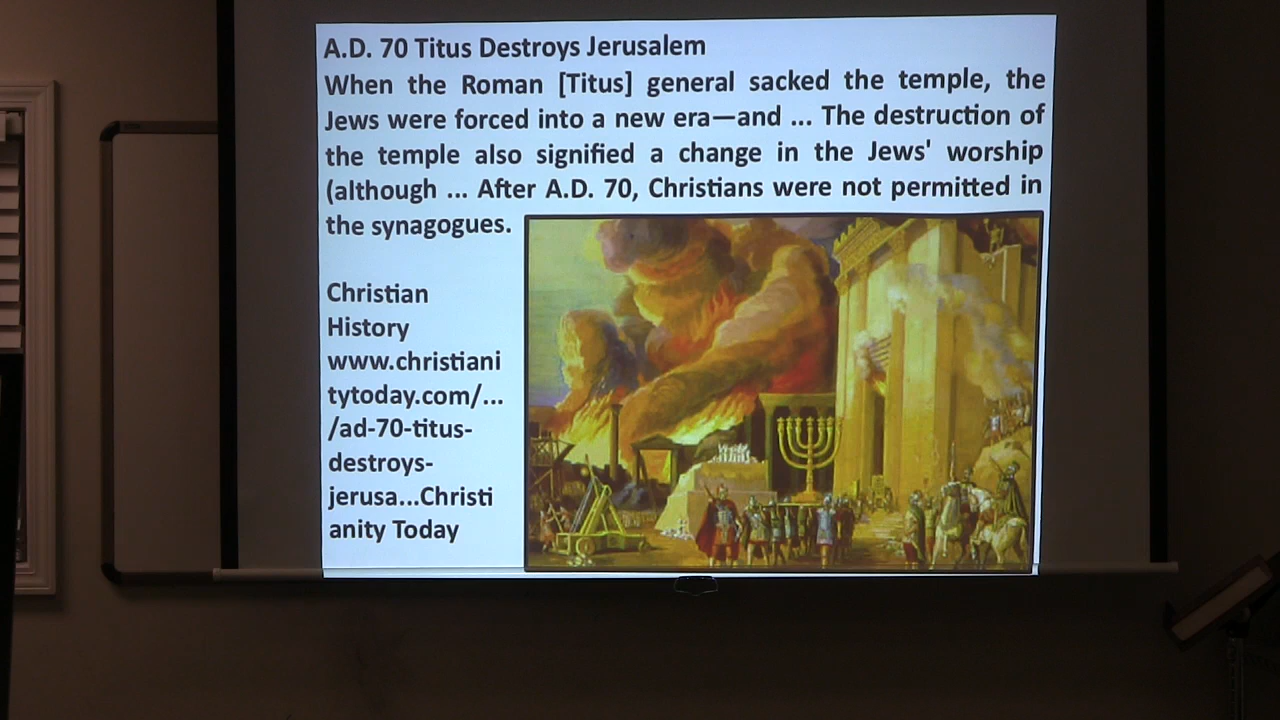 A.D. 70 Titus Destroys Jerusalem
When the Roman [Titus] general sacked the temple, the
Jews were forced into a new era—and ... The destruction of
the temple also signified a change in the Jews' worship
(although ... After A.D. 70, Christians were not permitted in
the synagogues.
Christian
History
www.christiani
tytoday.com/...
/ad-70-titus-
destroys-
jerusa...Christi
anity Today